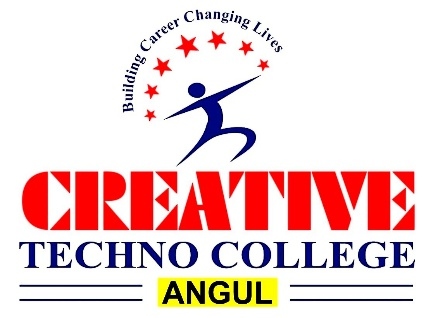 Building Career Changing Lives
CREATIVE
TECHNO COLLEGE
ANGUL